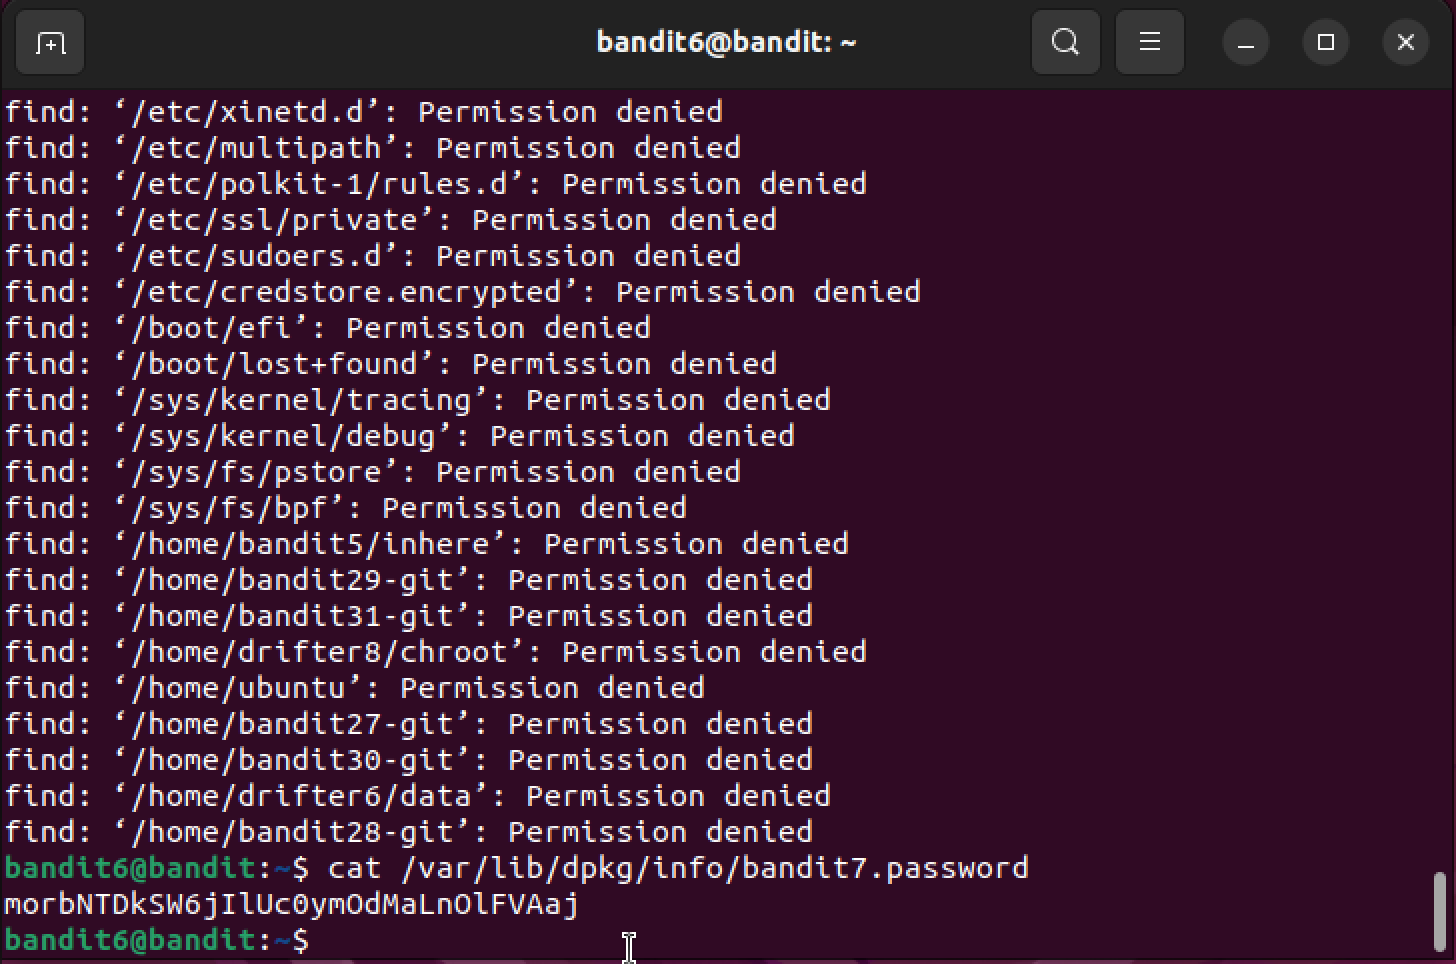 bandit6@bandit: ~
find: ‘/etc/xinetd.d’: Permission denied
find: ‘/etc/multipath’: Permission denied
find: ‘/etc/polkit-1/rules.d’: Permission denied
find: ‘/etc/ssl/private’: Permission denied
find: ‘/etc/sudoers.d’: Permission denied
find: ‘/etc/credstore.encrypted’: Permission denied
find: ‘/boot/efi’: Permission denied
find: ‘/boot/lost+found’: Permission denied
find: ‘/sys/kernel/tracing’: Permission denied
find: ‘/sys/kernel/debug’: Permission denied
find: ‘/sys/fs/pstore’: Permission denied
find: ‘/sys/fs/bpf’: Permission denied
find: ‘/home/bandit5/inhere’: Permission denied
find: ‘/home/bandit29-git’: Permission denied
find: ‘/home/bandit31-git’: Permission denied
find: ‘/home/drifter8/chroot’: Permission denied
find: ‘/home/ubuntu’: Permission denied
find: ‘/home/bandit27-git’: Permission denied
find: ‘/home/bandit30-git’: Permission denied
find: ‘/home/drifter6/data’: Permission denied
find: ‘/home/bandit28-git’: Permission denied
bandit6@bandit:~$ cat /var/lib/dpkg/info/bandit7.password
morbNTDkSW6jIlUc0ymOdMaLnOlFVAaj
bandit6@bandit:~$